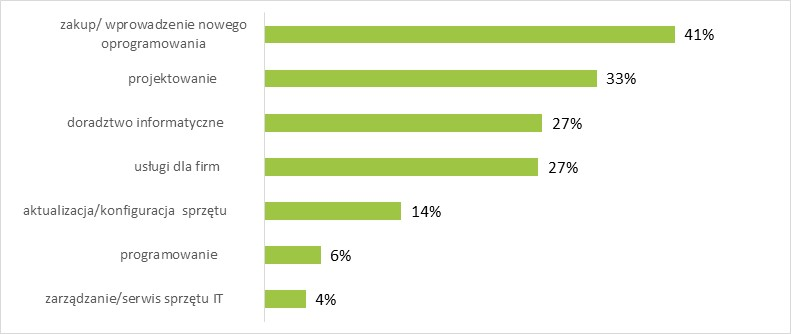 zakup/ wprowadzenie nowego
oprogramowania
41%
projektowanie
33%
doradztwo informatyczne
27%
usługi dla firm
27%
aktualizacja/konfiguracja sprzętu
14%
programowanie
6%
zarządzanie/serwis sprzętu IT
4%